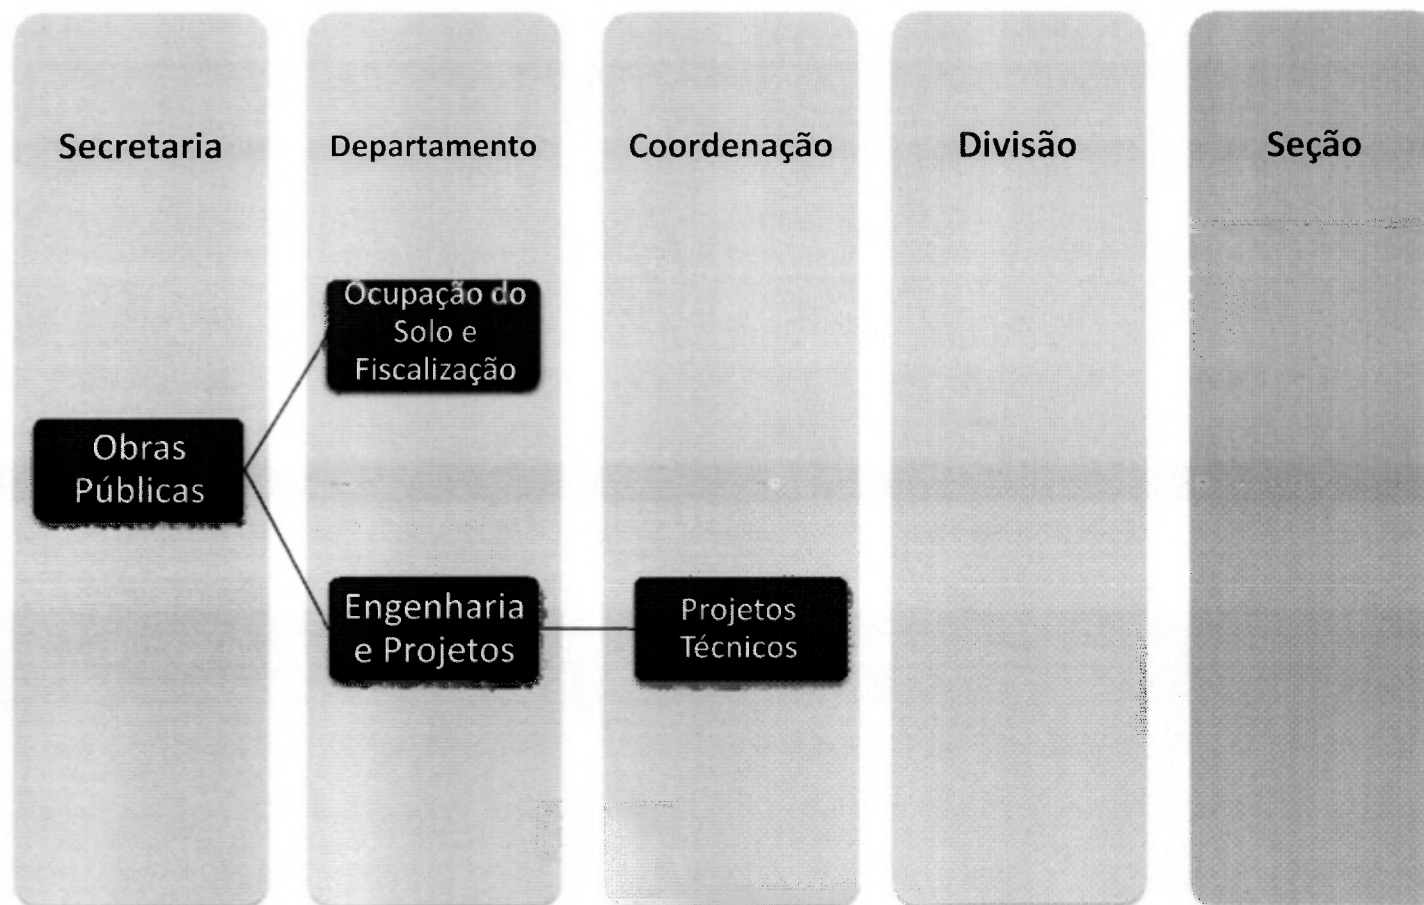 Secretaria
Departamento
Coordenação
Divisão
Seção
Ocupação do
Solo e
Fiscalização
Obras
Públicas
Engenharia
e Projetos
Projetos
Técnicos